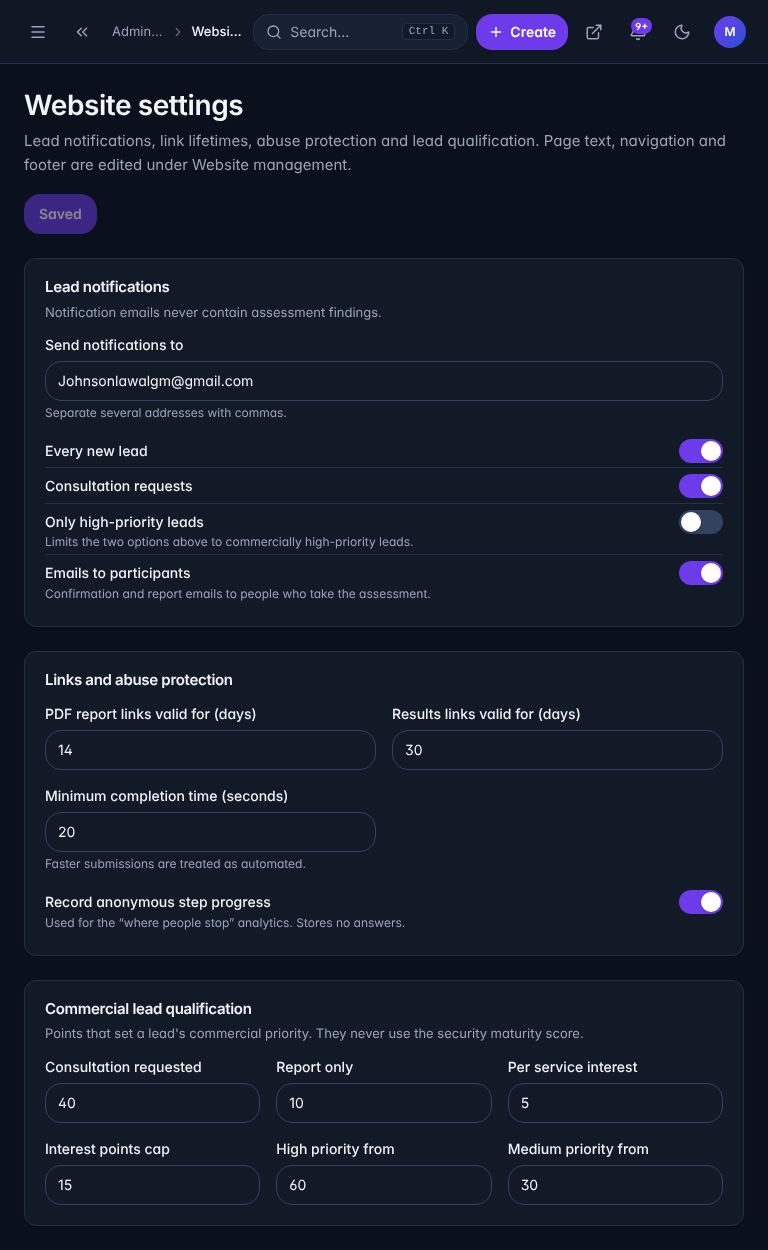 Admin...
Websi...
Search...
Ctrl K
Create
9+
M
Website settings
Lead notifications, link lifetimes, abuse protection and lead qualification. Page text, navigation and
footer are edited under Website management.
Saved
Lead notifications
Notification emails never contain assessment findings.
Send notifications to
Johnsonlawalgm@gmail.com
Separate several addresses with commas.
Every new lead
Consultation requests
Only high-priority leads
Limits the two options above to commercially high-priority leads.
Emails to participants
Confirmation and report emails to people who take the assessment.
Links and abuse protection
PDF report links valid for (days)
Results links valid for (days)
14
30
Minimum completion time (seconds)
20
Faster submissions are treated as automated.
Record anonymous step progress
Used for the “where people stop” analytics. Stores no answers.
Commercial lead qualification
Points that set a lead's commercial priority. They never use the security maturity score.
Consultation requested
Report only
Per service interest
40
10
5
Interest points cap
High priority from
Medium priority from
15
60
30